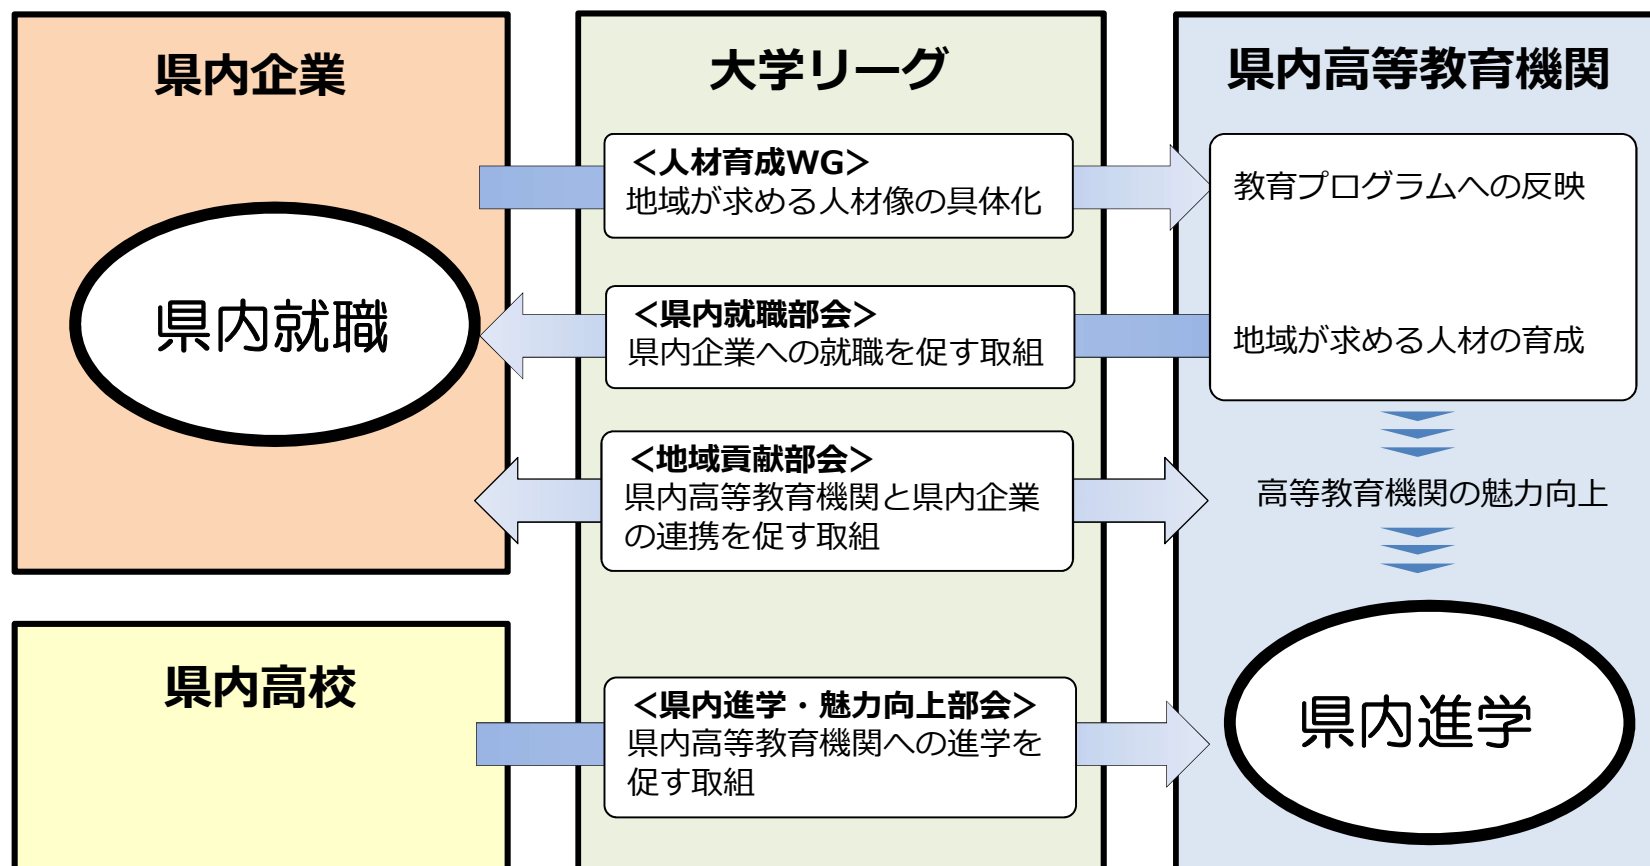 県内企業
県内就職
県内高校
大学リーグ
＜人材育成WG＞
地域が求める人材像の具体化
＜県内就職部会＞
県内企業への就職を促す取組
＜地域貢献部会＞
県内高等教育機関と県内企業
の連携を促す取組
＜県内進学・魅力向上部会＞
県内高等教育機関への進学を
促す取組
県内高等教育機関
教育プログラムへの反映
地域が求める人材の育成
高等教育機関の魅力向上
県内進学